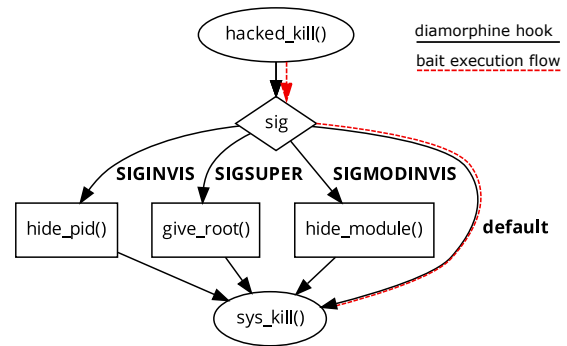 hacked_kill()
diamorphine hook
bait execution flow
sig
SIGINVIS
SIGSUPER
SIGMODINVIS
hide_pid()
give_root()
hide_module()
default
sys_kill()